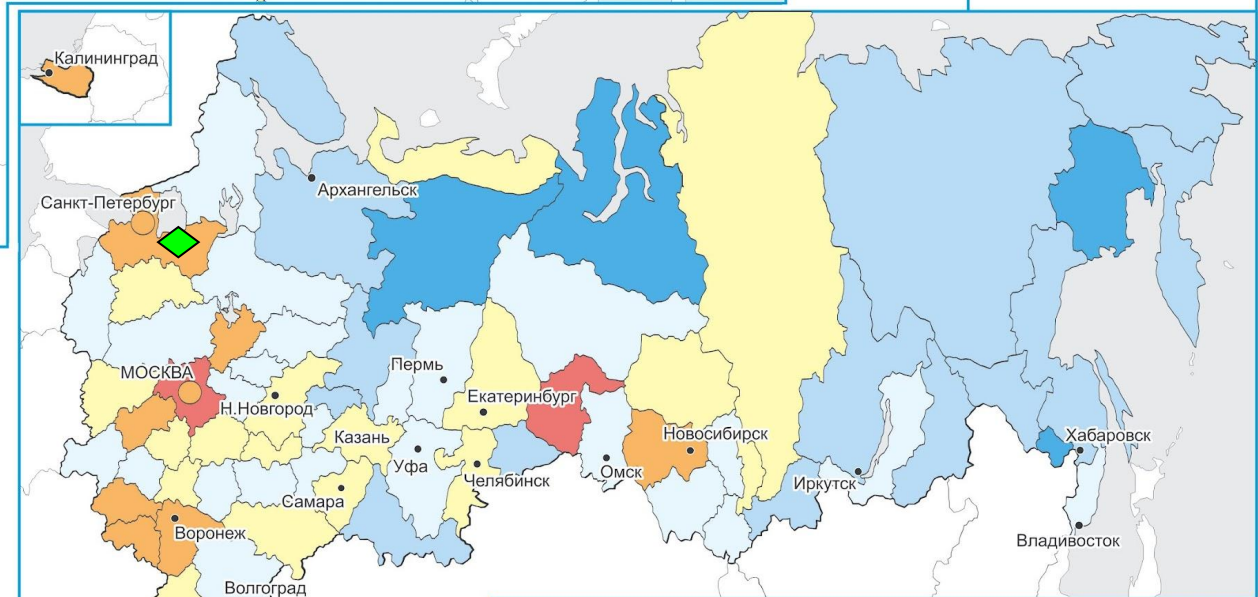 Калининград
Санкт-Петербург
Архангельск
МОСКВА
Н.Новгород
Пермь
Екатеринбург
Казань
Уфа
Челябинск
Самара
Омск
Новосибирск
Воронеж
Волгоград
Иркутск
Хабаровск
Владивосток